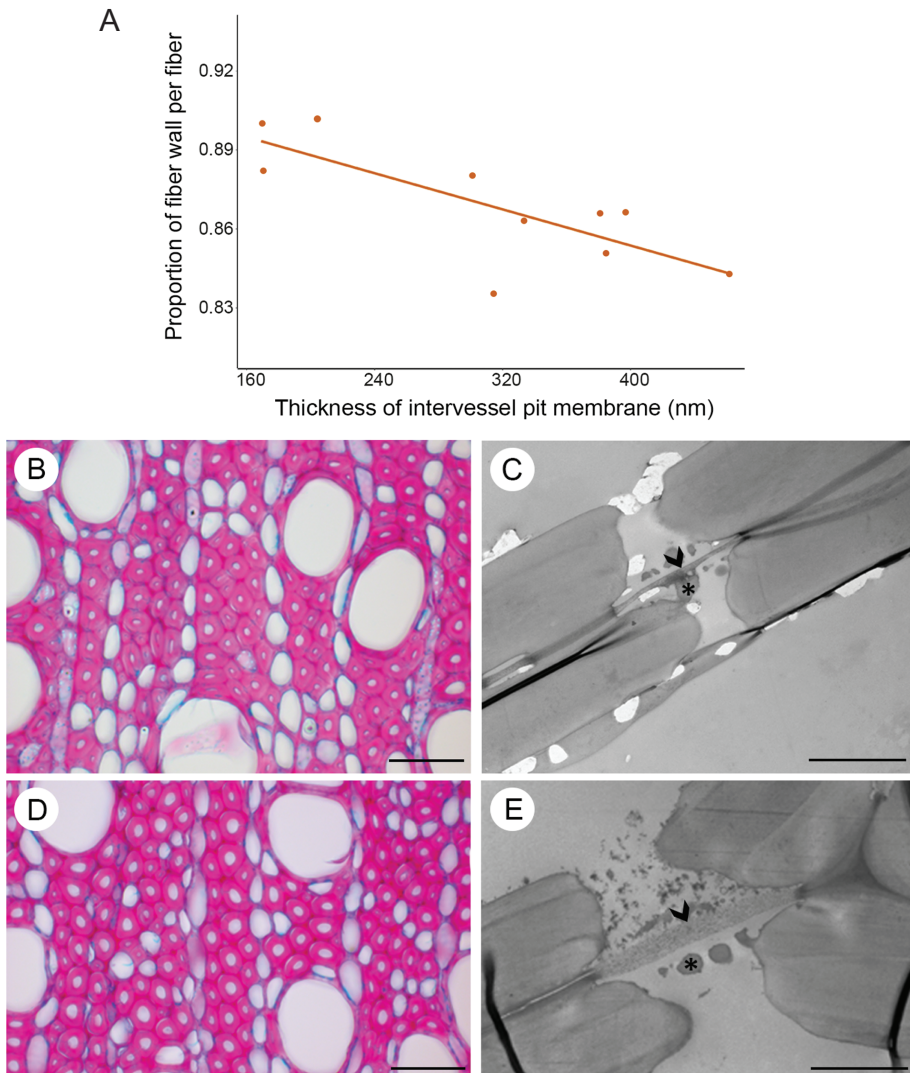 A
Proportion of fiber wall per fiber
0.92
0.89
0.86
0.83
160 240 320 400
Thickness of intervessel pit membrane (nm)
B
C
*
D
E
*